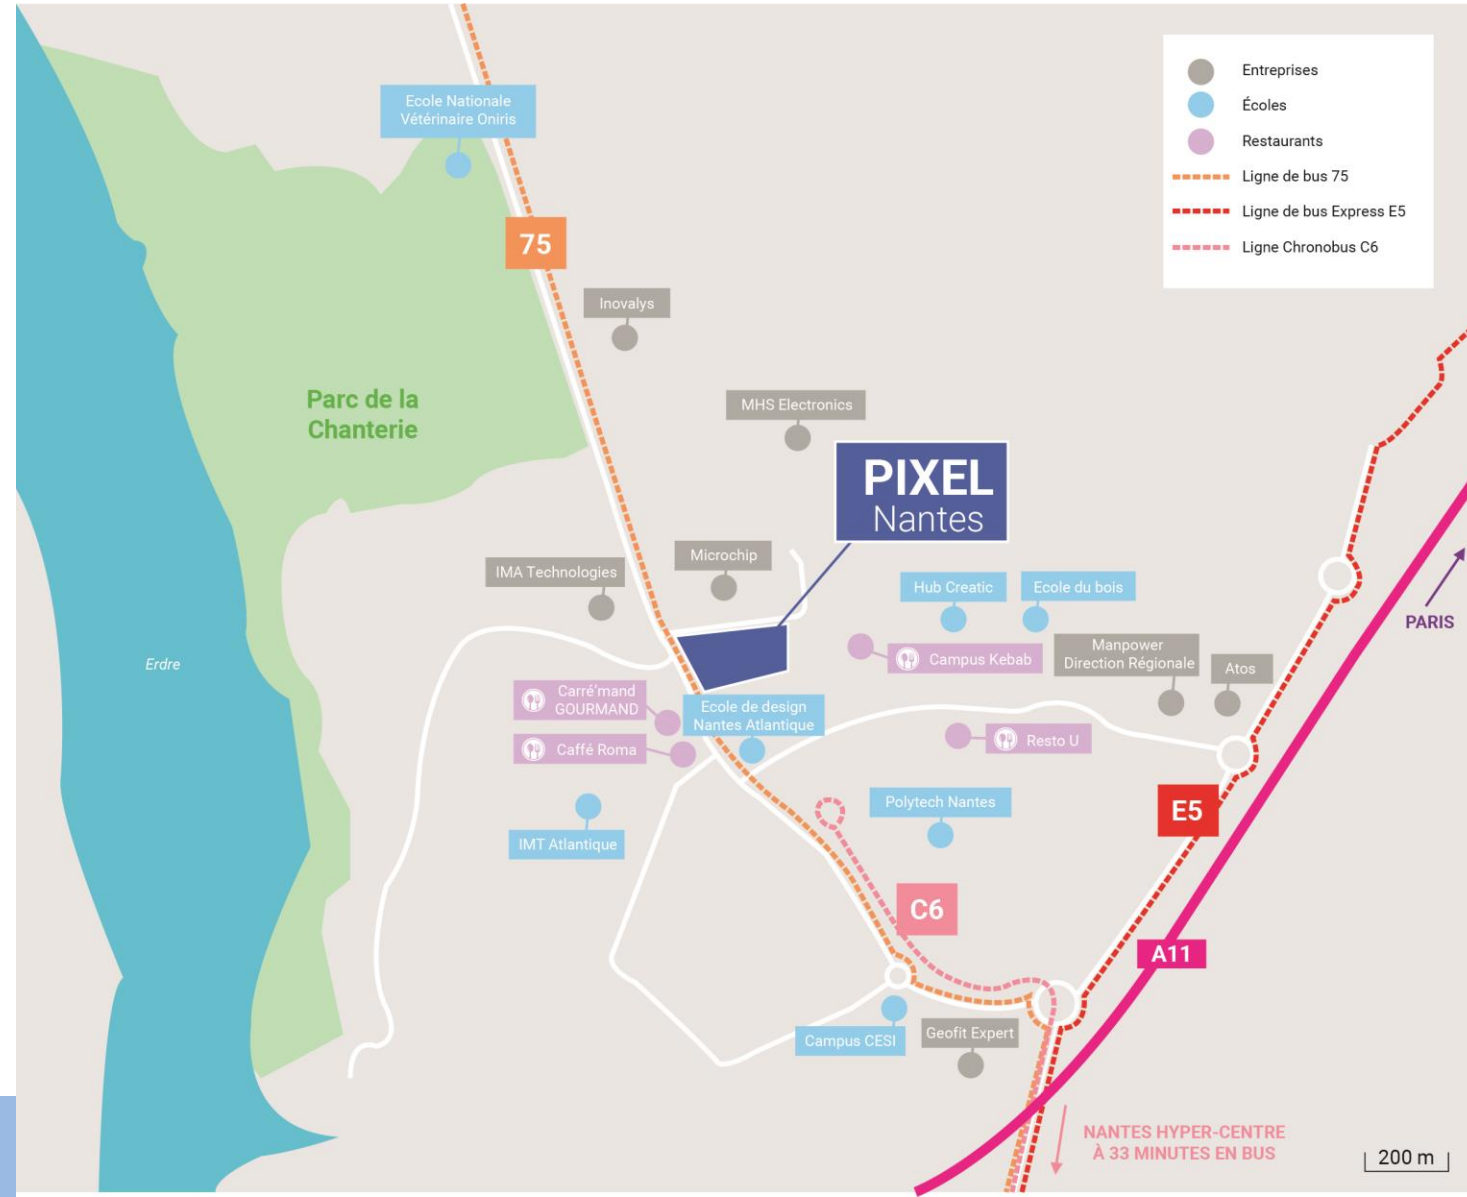 Entreprises
Écoles
Restaurants
Ligne de bus 75
Ligne de bus Express E5
Ligne Chronobus C6
Ecole Nationale
Vétérinaire Oniris
75
Inovalys
Parc de la
Chanterie
MHS Electronics
PIXEL
Nantes
Microchip
IMA Technologies
Hub Creatic
Ecole du bois
PARIS
Erdre
Campus Kebab
Manpower
Direction Régionale
Atos
Carré'mand
GOURMAND
Ecole de design
Nantes Atlantique
Caffé Roma
Resto U
Polytech Nantes
E5
IMT Atlantique
C6
A11
Campus CESI
Geofit Expert
NANTES HYPER-CENTRE
À 33 MINUTES EN BUS
200 m